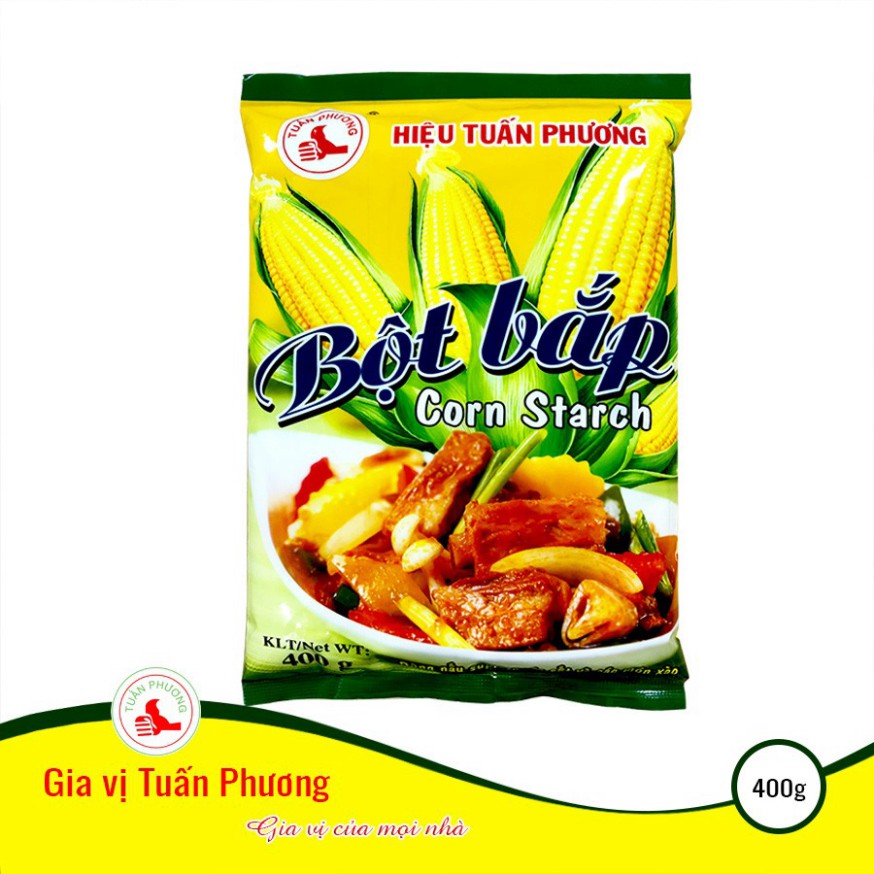 TUẤN PHƯƠNG
®
HIỆU TUẤN PHƯƠNG
Bột bắp
Corn Starch
KLT/Net WT:
400 g
TUẤN PHƯƠNG
Gia vị Tuấn Phương
Gia vị của mọi nhà
400g